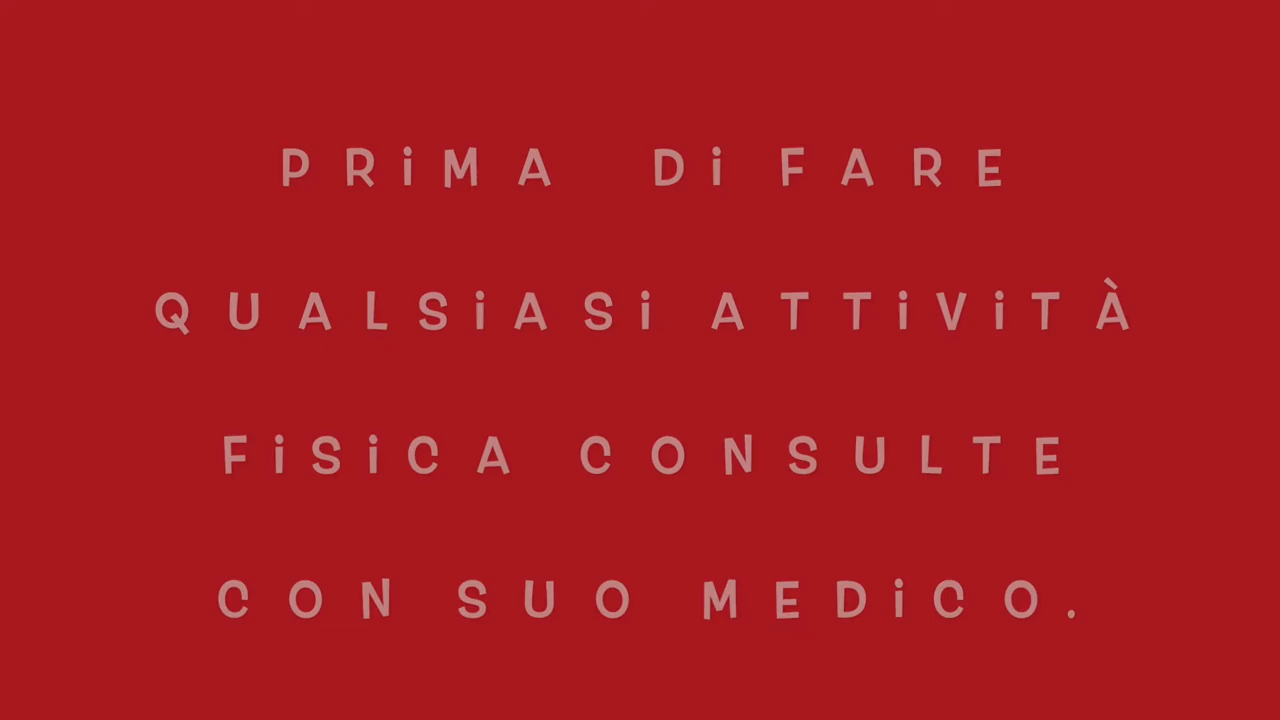 PRiMA Di FARE
QUALSiASi ATTiViTÀ
FiSiCA CONSULTE
CON SUO MEDiCO.